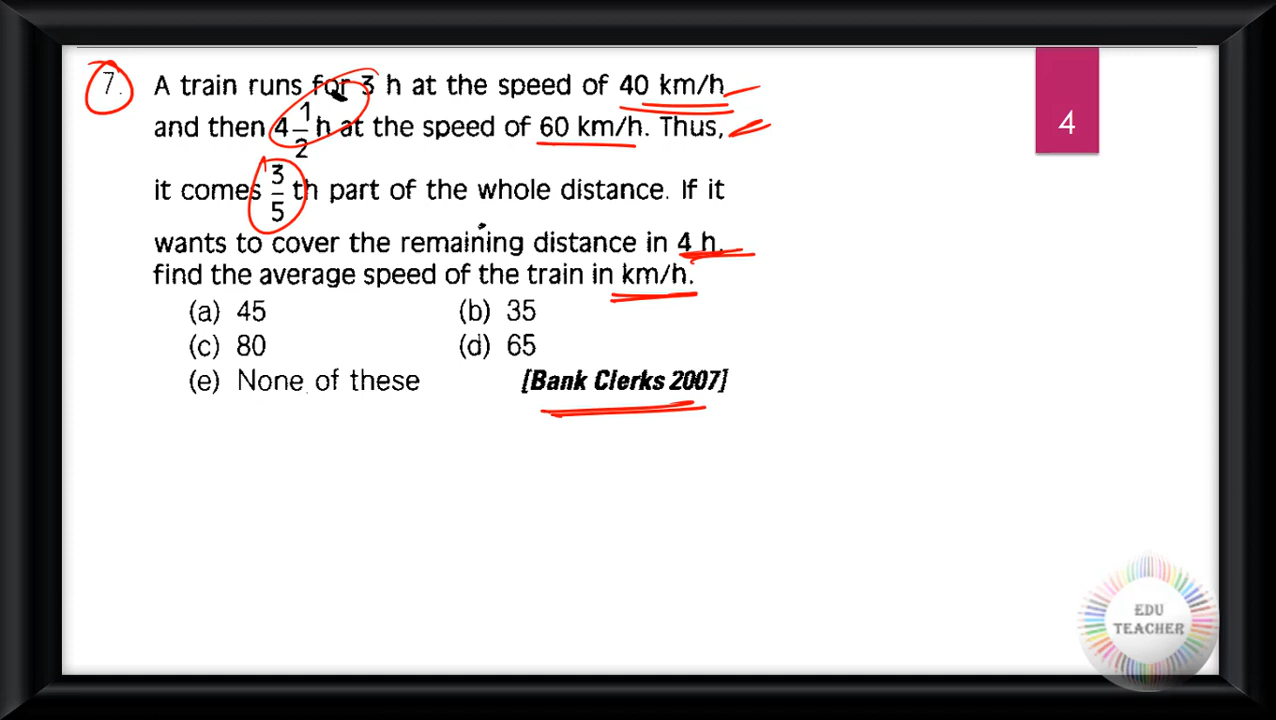 7. A train runs for 3 h at the speed of 40 km/h
4
and then 4 1/2 h at the speed of 60 km/h. Thus,
it comes 3/5 th part of the whole distance. If it
wants to cover the remaining distance in 4 h.
find the average speed of the train in km/h.
(a) 45 (b) 35
(c) 80 (d) 65
(e) None of these [Bank Clerks 2007]
EDU
TEACHER